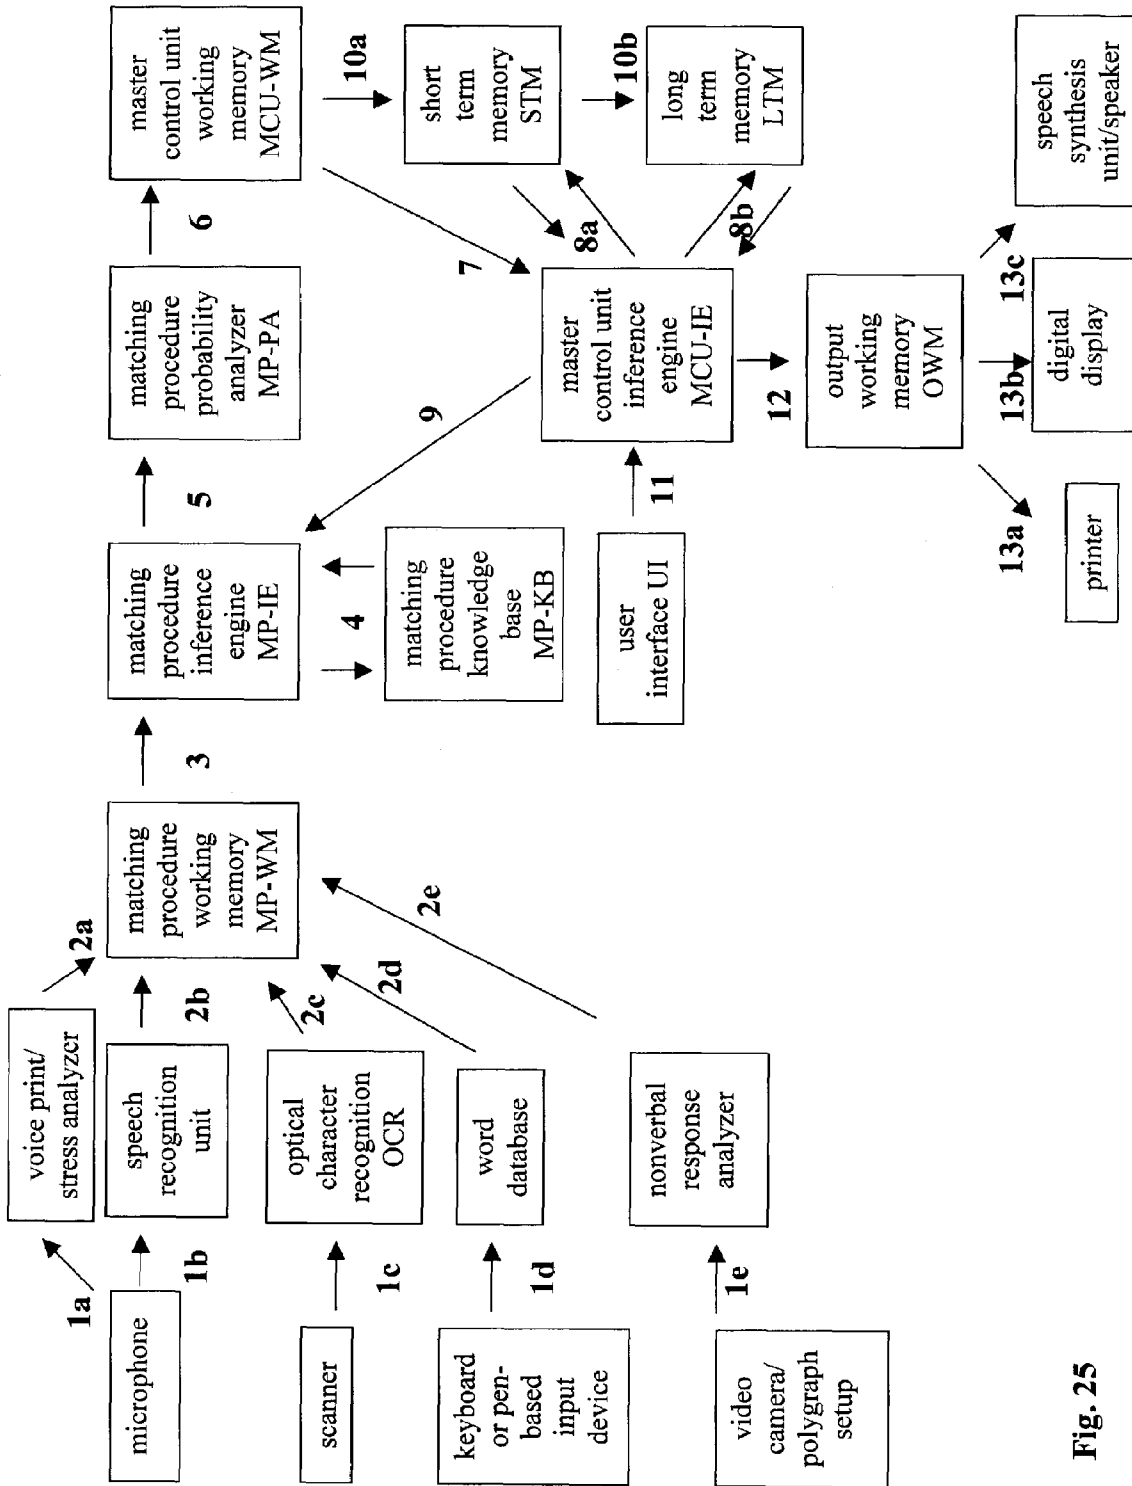 1a
voice print/
stress analyzer
2a
microphone
1b
speech
recognition
unit
2b
matching
procedure
working
memory
MP-WM
3
matching
procedure
inference
engine
MP-IE
5
matching
procedure
probability
analyzer
MP-PA
6
master
control unit
working
memory
MCU-WM
scanner
1c
optical
character
recognition
OCR
2c
4
9
7
10a
keyboard
or pen-
based
input
device
1d
word
database
2d
matching
procedure
knowledge
base
MP-KB
short
term
memory
STM
8a
10b
video
camera/
polygraph
setup
1e
nonverbal
response
analyzer
2e
user
interface UI
11
master
control unit
inference
engine
MCU-IE
8b
long
term
memory
LTM
12
output
working
memory
OWM
13a
13b
13c
printer
digital
display
speech
synthesis
unit/speaker
Fig. 25